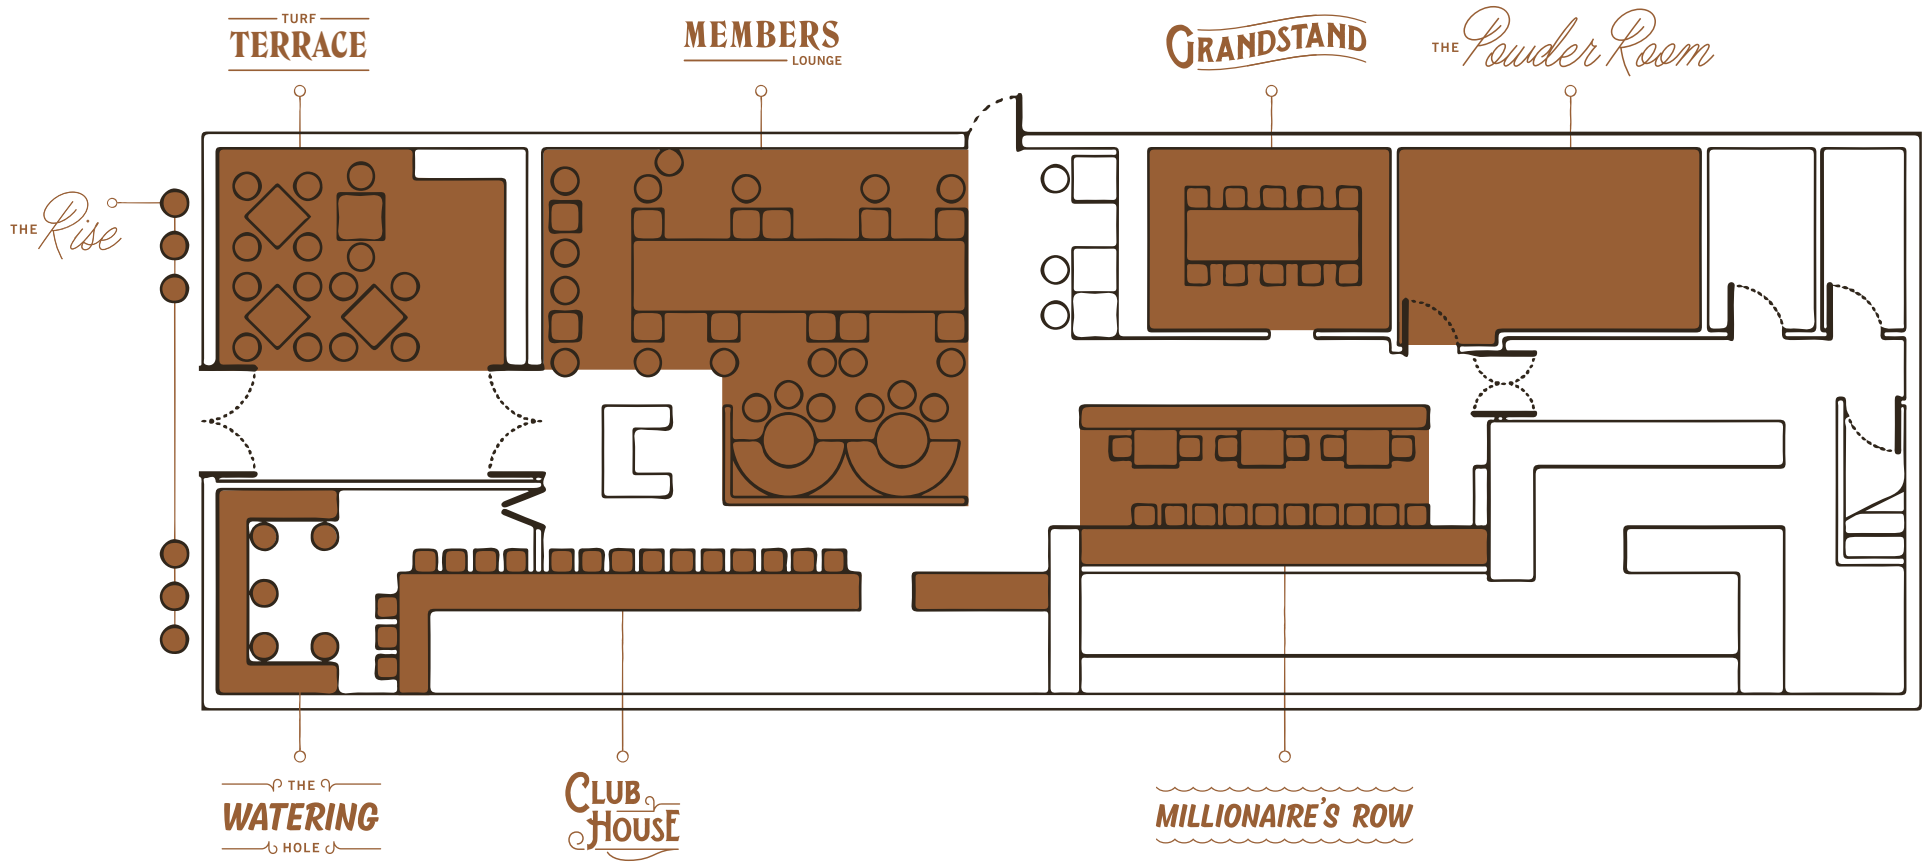 TURF
TERRACE
MEMBERS
LOUNGE
GRANDSTAND
THE Powder Room
THE Rise
THE
WATERING
HOLE
CLUB
HOUSE
MILLIONAIRE'S ROW